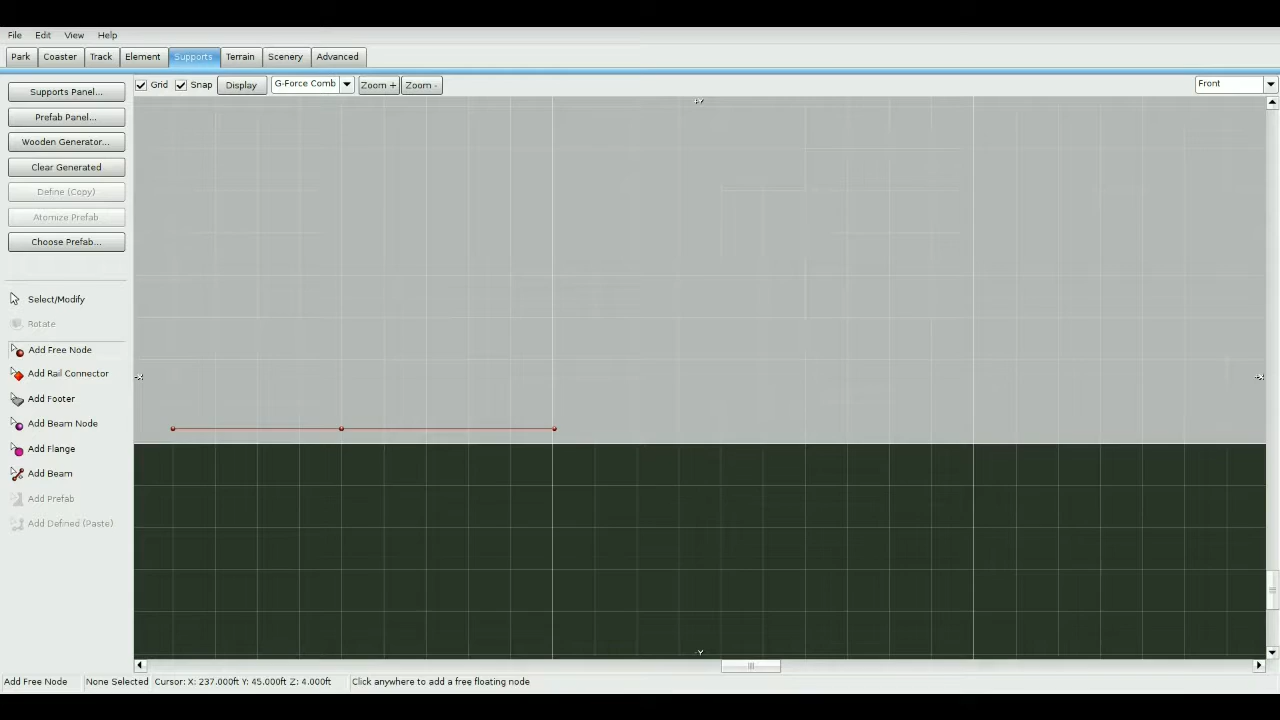 File Edit View Help
Park Coaster Track Element Supports Terrain Scenery Advanced
Grid Snap Display G-Force Comb Zoom + Zoom - Front
Supports Panel...
Prefab Panel...
Wooden Generator...
Clear Generated
Define (Copy)
Atomize Prefab
Choose Prefab...
Select/Modify
Rotate
Add Free Node
Add Rail Connector
Add Footer
Add Beam Node
Add Flange
Add Beam
Add Prefab
Add Defined (Paste)
Add Free Node None Selected Cursor: X: 237.000ft Y: 45.000ft Z: 4.000ft Click anywhere to add a free floating node